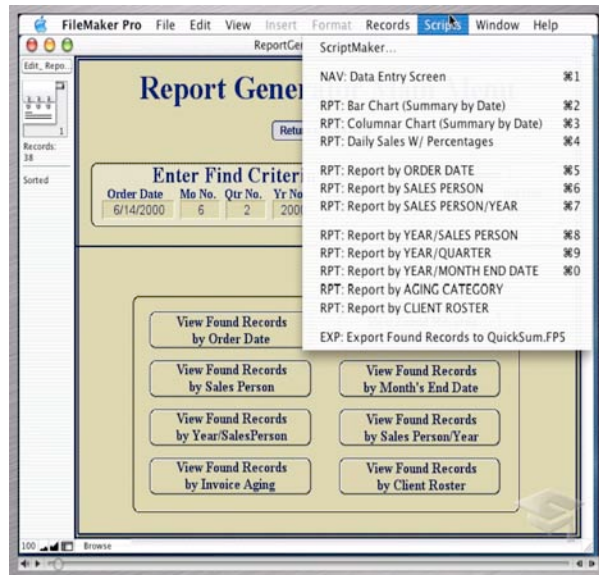 FileMaker Pro File Edit View Insert Format Records Scripts Window Help
ReportGe
Edit_ Repo..
1
Records:
38
Sorted
Report Gene
Menu
Retu
Enter Find Criteri
Order Date Mo No. Qtr No. Yr No
6/14/2000 6 2 2000
ScriptMaker...
NAV: Data Entry Screen ⌘1
RPT: Bar Chart (Summary by Date) ⌘2
RPT: Columnar Chart (Summary by Date) ⌘3
RPT: Daily Sales W/ Percentages ⌘4
RPT: Report by ORDER DATE ⌘5
RPT: Report by SALES PERSON ⌘6
RPT: Report by SALES PERSON/YEAR ⌘7
RPT: Report by YEAR/SALES PERSON ⌘8
RPT: Report by YEAR/QUARTER ⌘9
RPT: Report by YEAR/MONTH END DATE ⌘0
RPT: Report by AGING CATEGORY
RPT: Report by CLIENT ROSTER
EXP: Export Found Records to QuickSum.FP5
View Found Records
by Order Date
View Found Records
by Sales Person
View Found Records
by Month's End Date
View Found Records
by Year/SalesPerson
View Found Records
by Sales Person/Year
View Found Records
by Invoice Aging
View Found Records
by Client Roster
100 Browse